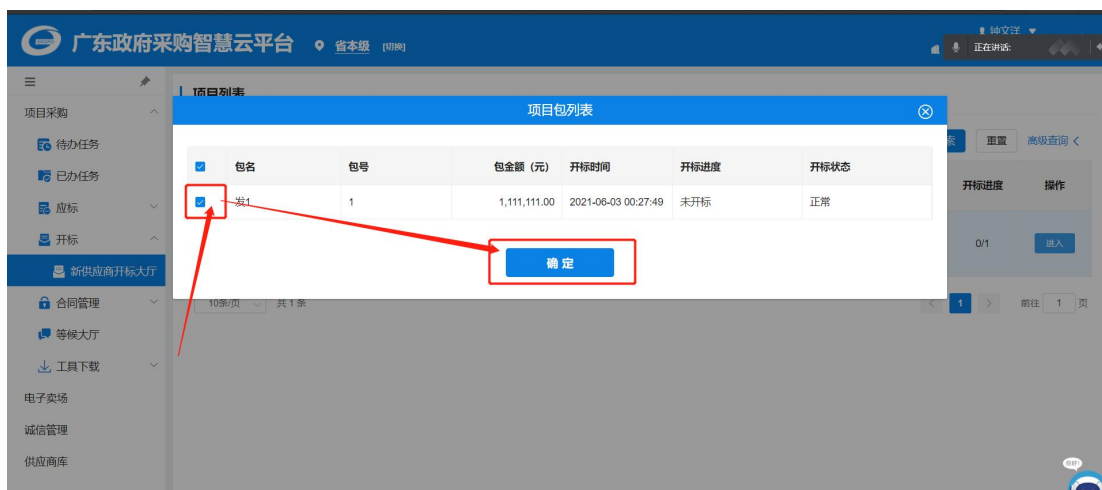 钟文洋
广东政府采购智慧云平台 省本级 [切换]
正在讲话:
项目列表
项目采购
待办任务
已办任务
应标
开标
新供应商开标大厅
合同管理
等候大厅
工具下载
电子卖场
诚信管理
供应商库
项目包列表
包名 包号 包金额（元） 开标时间 开标进度 开标状态
发1 1 1,111,111.00 2021-06-03 00:27:49 未开标 正常
确定
索 重置 高级查询
开标进度 操作
0/1 进入
10条/页 共1条
1 前往 1 页
你好!